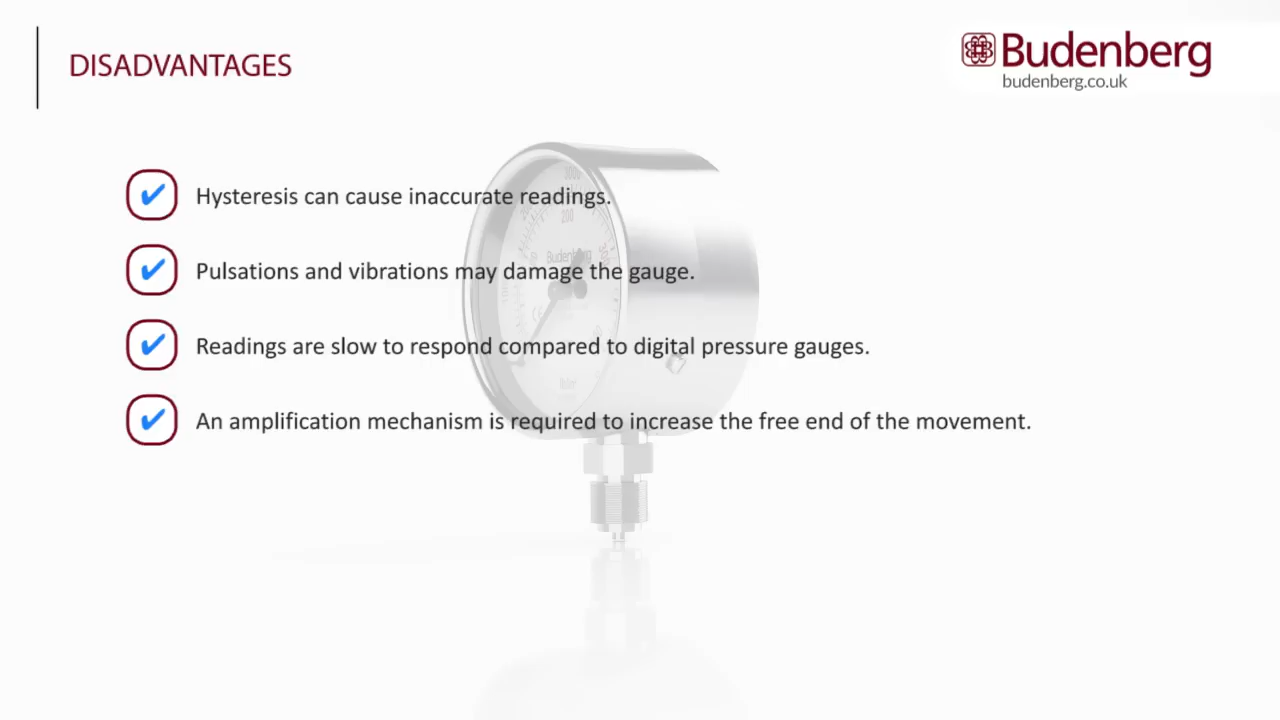 DISADVANTAGES
Budenberg
budenberg.co.uk
Hysteresis can cause inaccurate readings.
Pulsations and vibrations may damage the gauge.
Readings are slow to respond compared to digital pressure gauges.
An amplification mechanism is required to increase the free end of the movement.